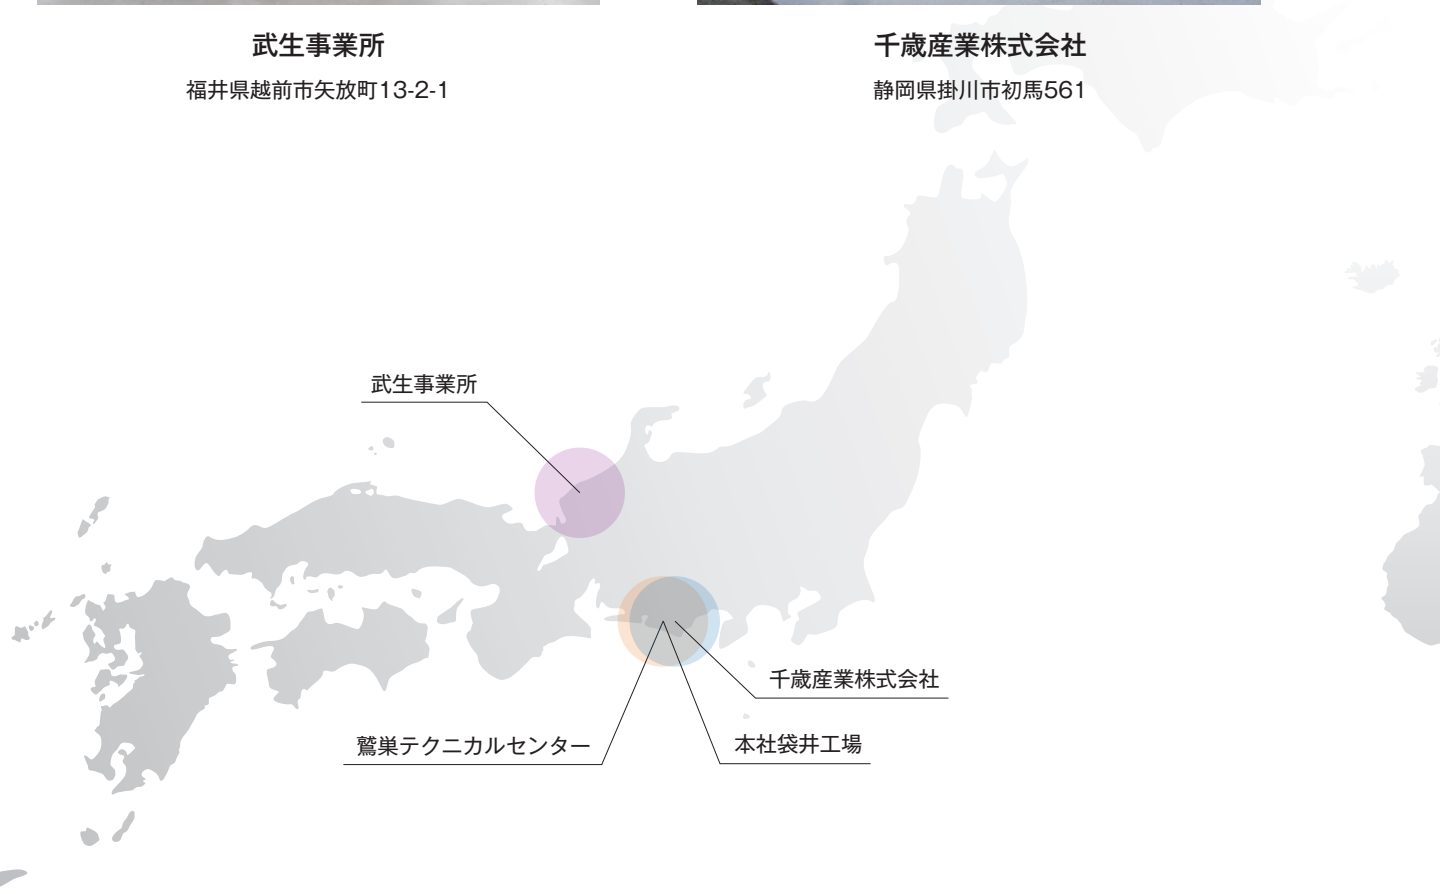 武生事業所
福井県越前市矢放町13-2-1
千歳産業株式会社
静岡県掛川市初馬561
武生事業所
千歳産業株式会社
鷲巣テクニカルセンター
本社袋井工場